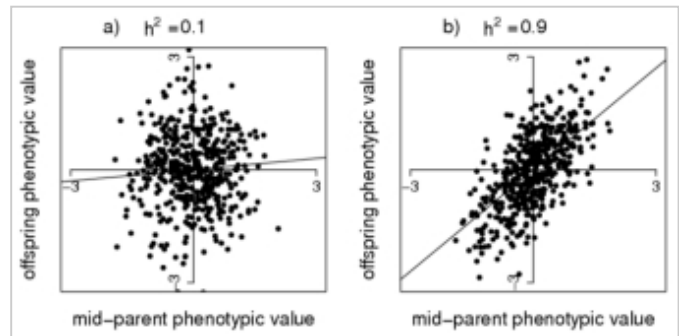 a) h² =0.1
offspring phenotypic value
3
−3
3
−3
mid−parent phenotypic value
b) h² =0.9
offspring phenotypic value
3
−3
3
−3
mid−parent phenotypic value